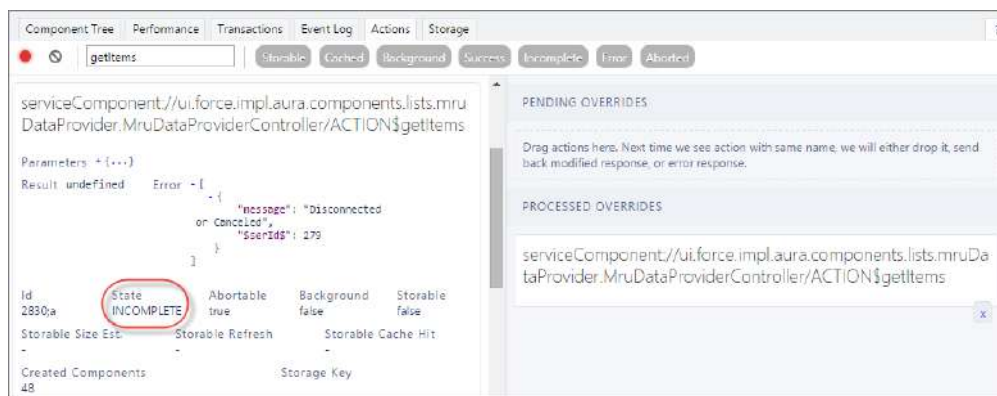 Component Tree Performance Transactions Event Log Actions Storage
getItems Storable Cached Background Success Incomplete Error Aborted
serviceComponent://ui.force.impl.aura.components.lists.mru
DataProvider.MruDataProviderController/ACTION$getItems
Parameters +{...}
Result undefined Error -[
-{
"message": "Disconnected
or Canceled",
"$serId$": 279
}
]
Id State Abortable Background Storable
2830;a INCOMPLETE true false false
Storable Size Est. Storable Refresh Storable Cache Hit
- - -
Created Components Storage Key
48
PENDING OVERRIDES
Drag actions here. Next time we see action with same name, we will either drop it, send
back modified response, or error response.
PROCESSED OVERRIDES
serviceComponent://ui.force.impl.aura.components.lists.mruDa
taProvider.MruDataProviderController/ACTION$getItems
x